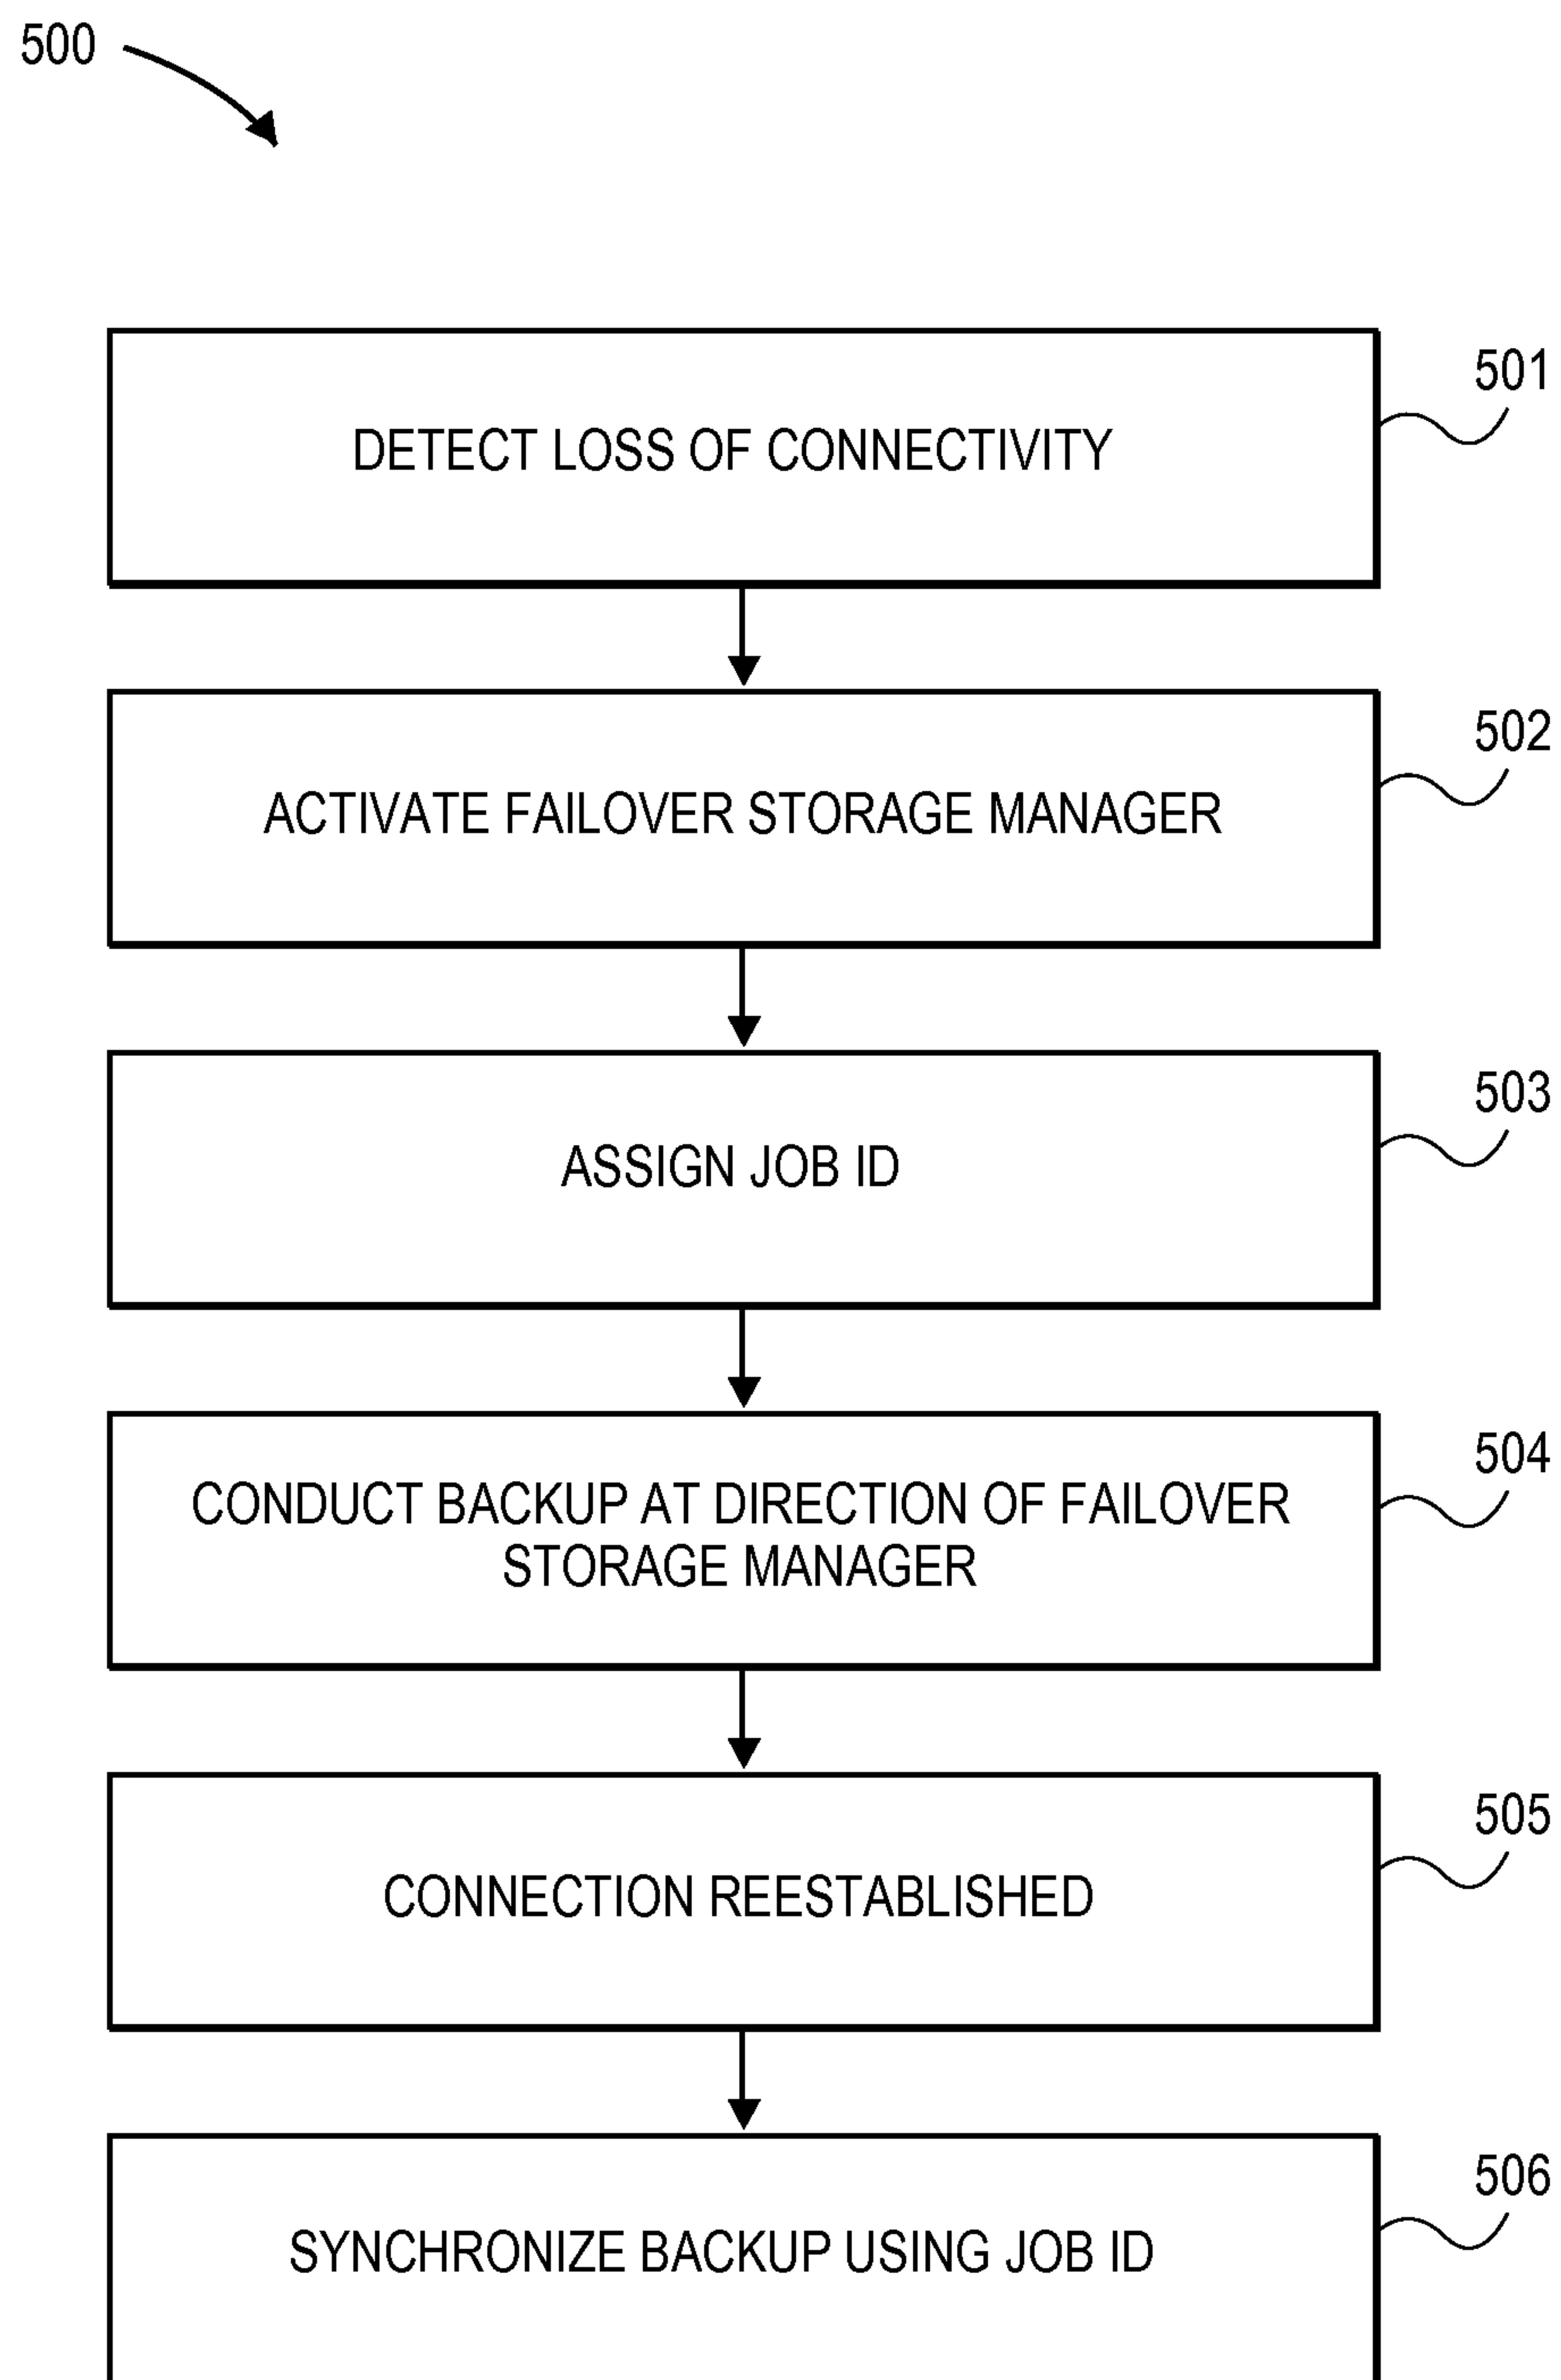 500
501
DETECT LOSS OF CONNECTIVITY
502
ACTIVATE FAILOVER STORAGE MANAGER
503
ASSIGN JOB ID
504
CONDUCT BACKUP AT DIRECTION OF FAILOVER
STORAGE MANAGER
505
CONNECTION REESTABLISHED
506
SYNCHRONIZE BACKUP USING JOB ID